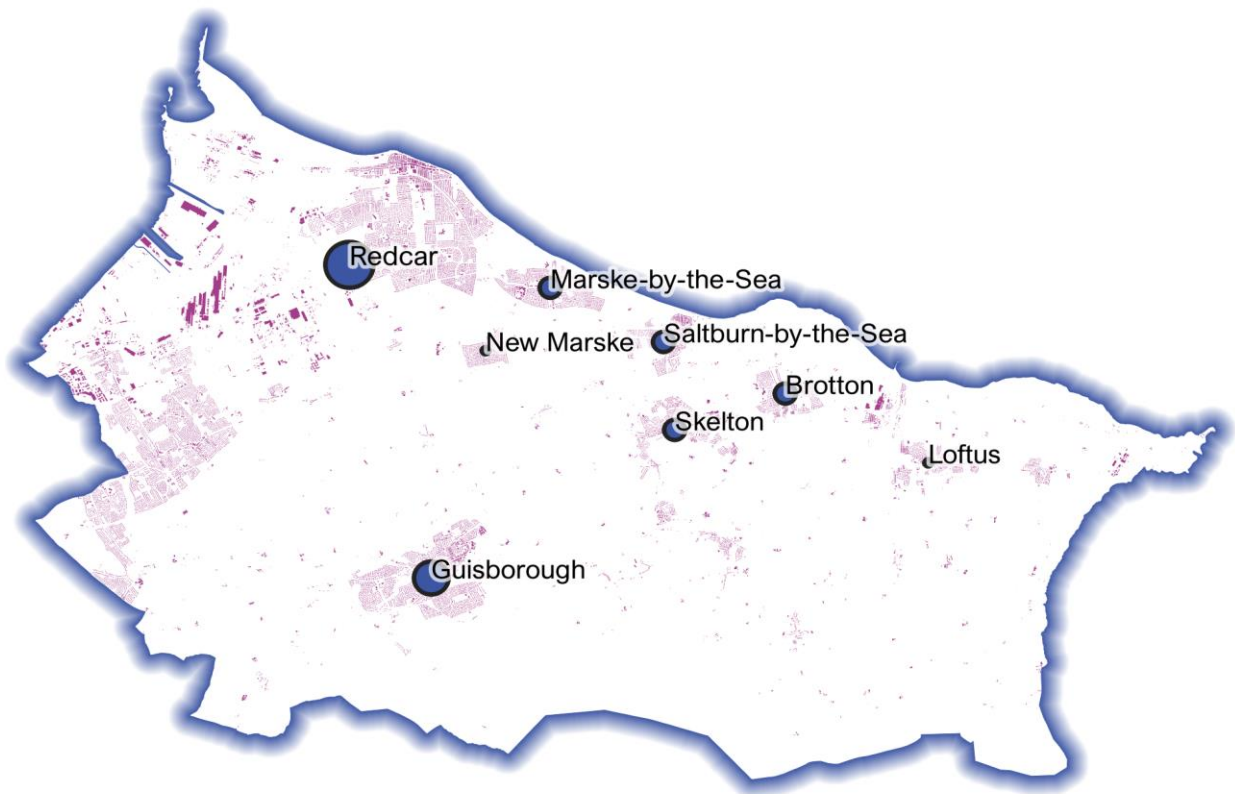 Redcar
Marske-by-the-Sea
New Marske
Saltburn-by-the-Sea
Brotton
Skelton
Loftus
Guisborough